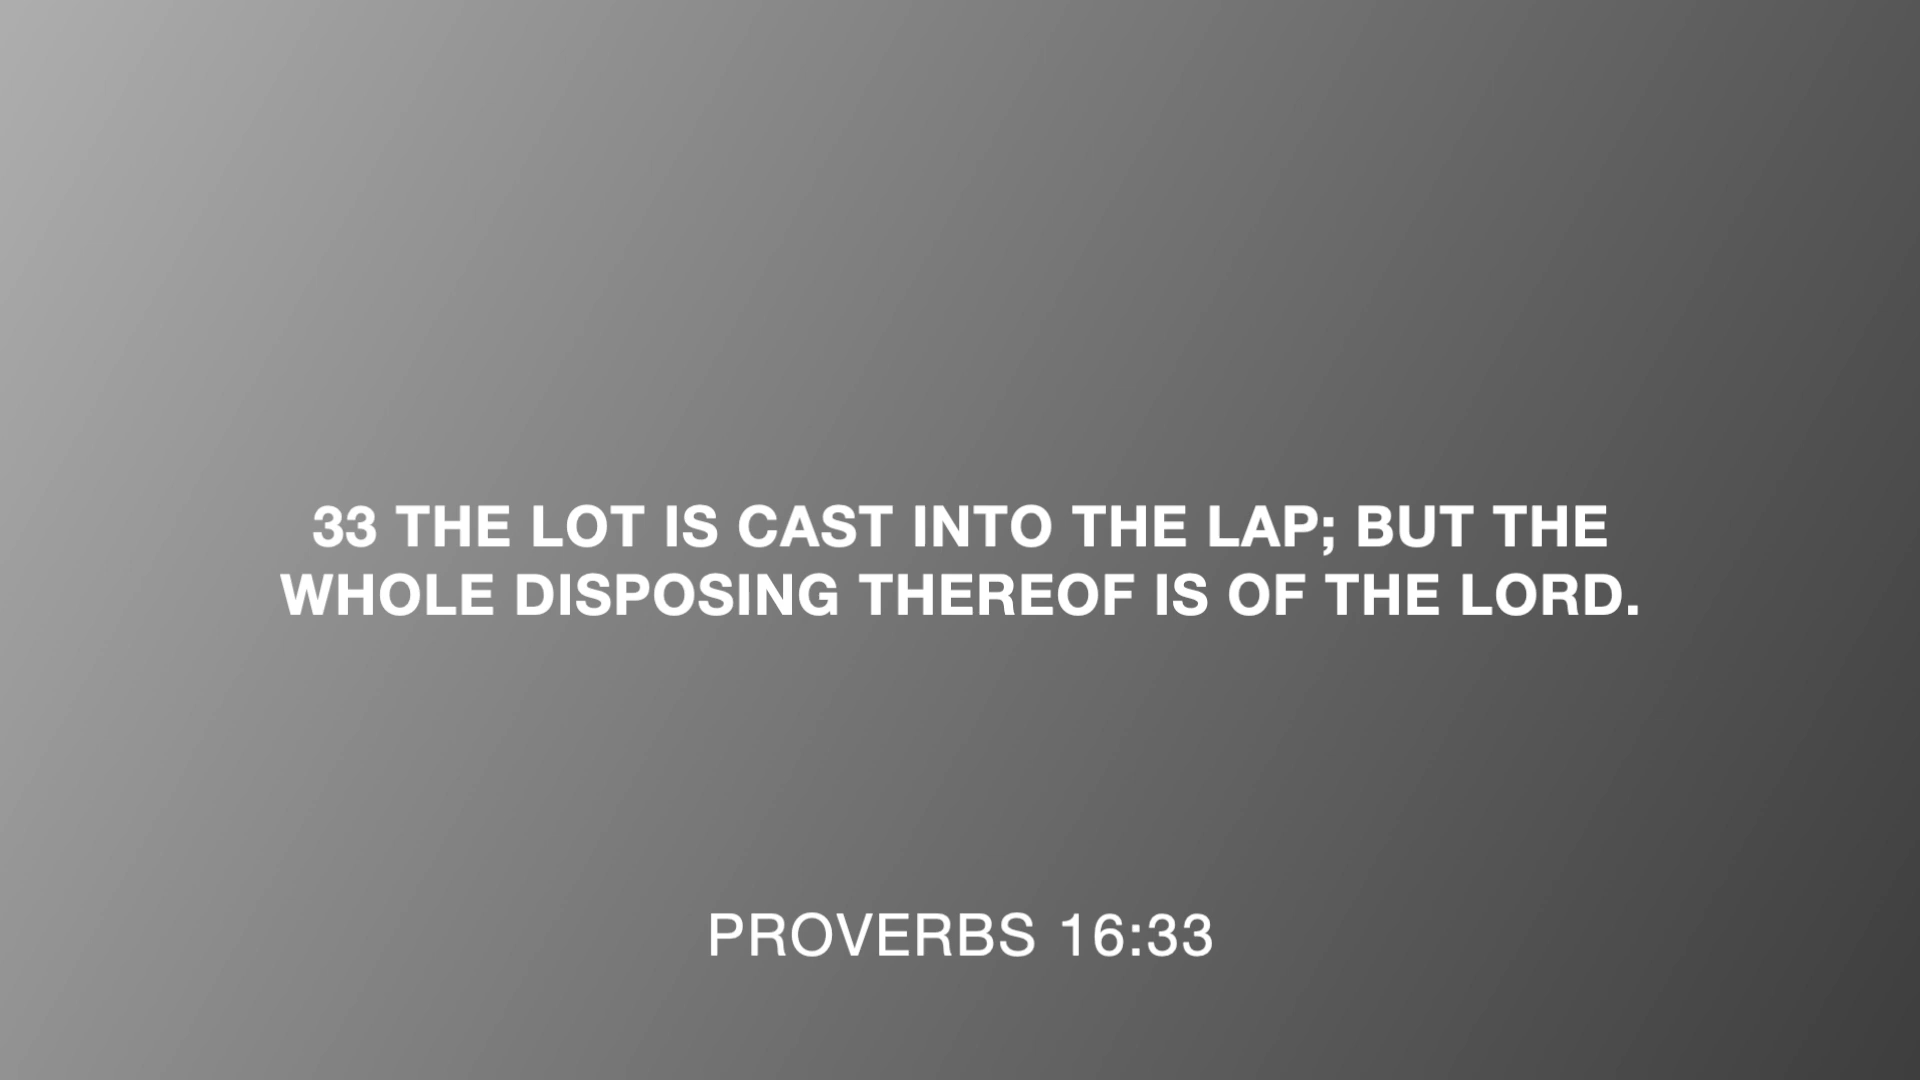 33 THE LOT IS CAST INTO THE LAP; BUT THE
WHOLE DISPOSING THEREOF IS OF THE LORD.
PROVERBS 16:33